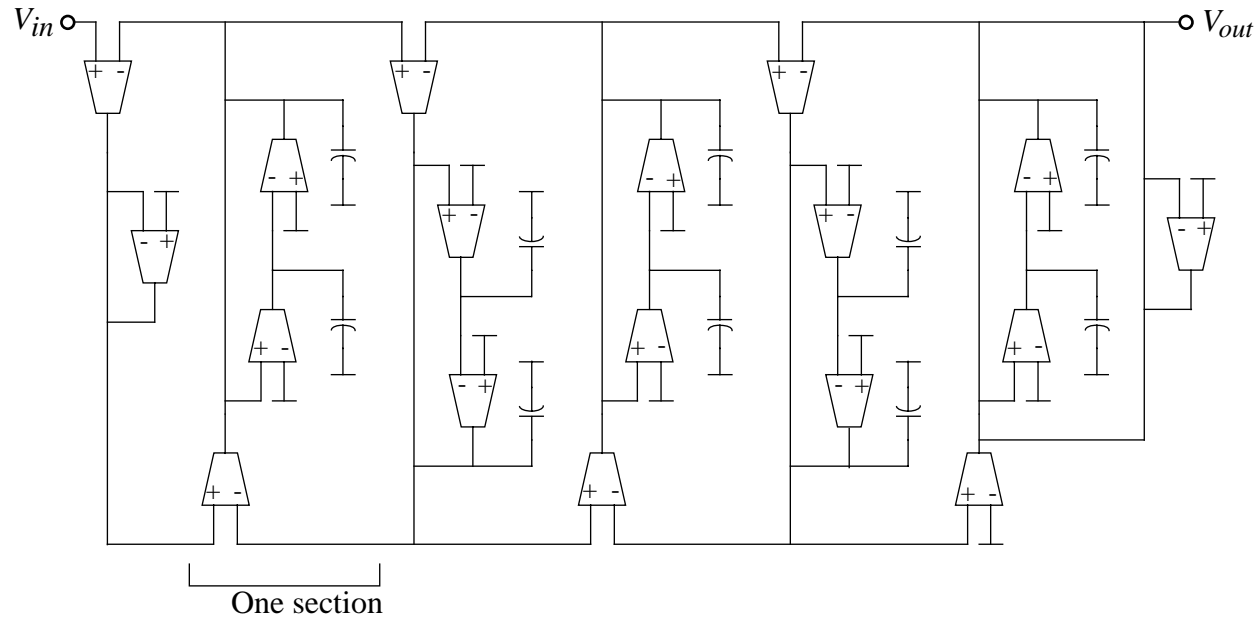 V_in V_out
+ - + - + -
- + - + - +
+ - + - - +
- +
+ - + - + -
- + - +
+ - + - + -
One section